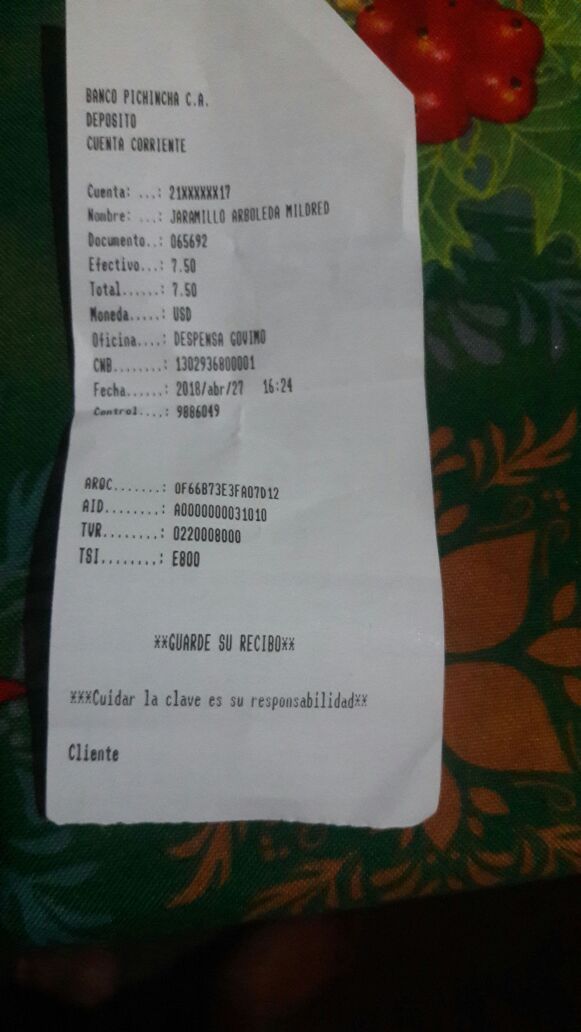 BANCO PICHINCHA C.A.
DEPOSITO
CUENTA CORRIENTE
Cuenta: ...: 21XXXXXX17
Nombre: ...: JARAMILLO ARBOLEDA MILDRED
Documento..: 065692
Efectivo...: 7.50
Total......: 7.50
Moneda.....: USD
Oficina....: DESPENSA GOVIMO
CNB........: 1302936800001
Fecha......: 2018/abr/27 16:24
Control....: 9886049
ARQC.......: 0F66B73E3FA07D12
AID........: A0000000031010
TVR........: 0220008000
TSI........: E800
**GUARDE SU RECIBO**
***Cuidar la clave es su responsabilidad**
Cliente